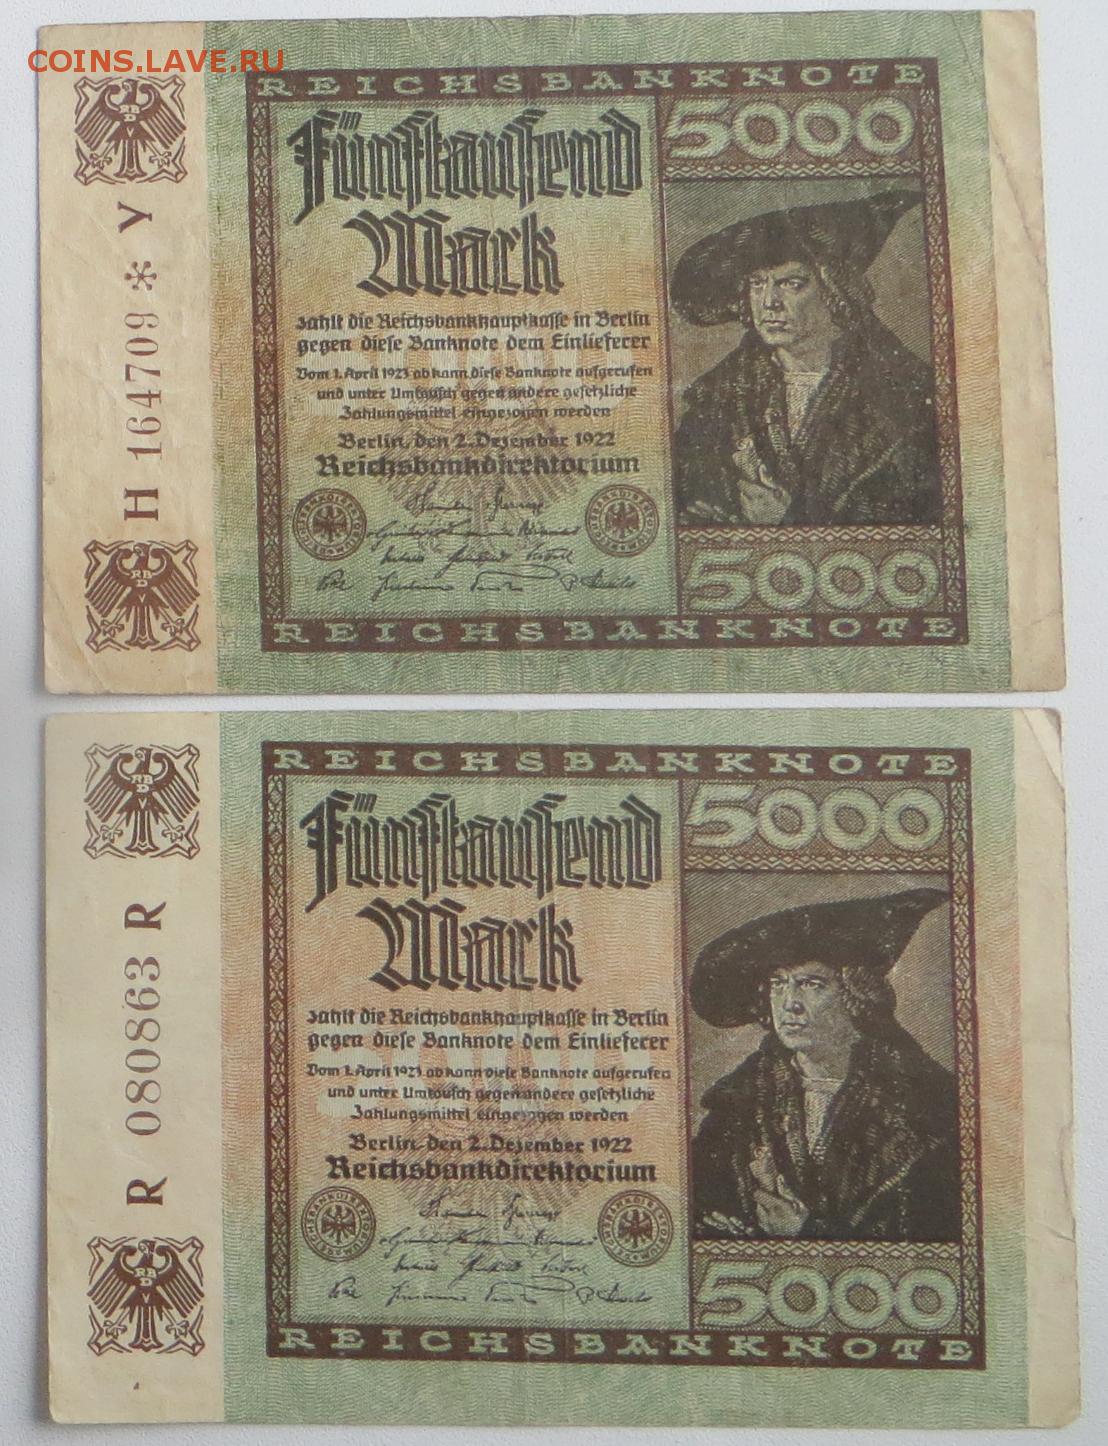 COINS.LAVE.RU
REICHSBANKNOTE
H 164709 * Y
Fünftausend
Mark
5000
zahlt die Reichsbankhauptkasse in Berlin
gegen diese Banknote dem Einlieferer
Vom 1. April 1923 ab kann diese Banknote aufgerufen
und unter Umtausch gegen andere gesetzliche
Zahlungsmittel eingezogen werden
Berlin, den 2. Dezember 1922
Reichsbankdirektorium
5000
REICHSBANKNOTE
REICHSBANKNOTE
R 080863 R
Fünftausend
Mark
5000
zahlt die Reichsbankhauptkasse in Berlin
gegen diese Banknote dem Einlieferer
Vom 1. April 1923 ab kann diese Banknote aufgerufen
und unter Umtausch gegen andere gesetzliche
Zahlungsmittel eingezogen werden
Berlin, den 2. Dezember 1922
Reichsbankdirektorium
5000
REICHSBANKNOTE